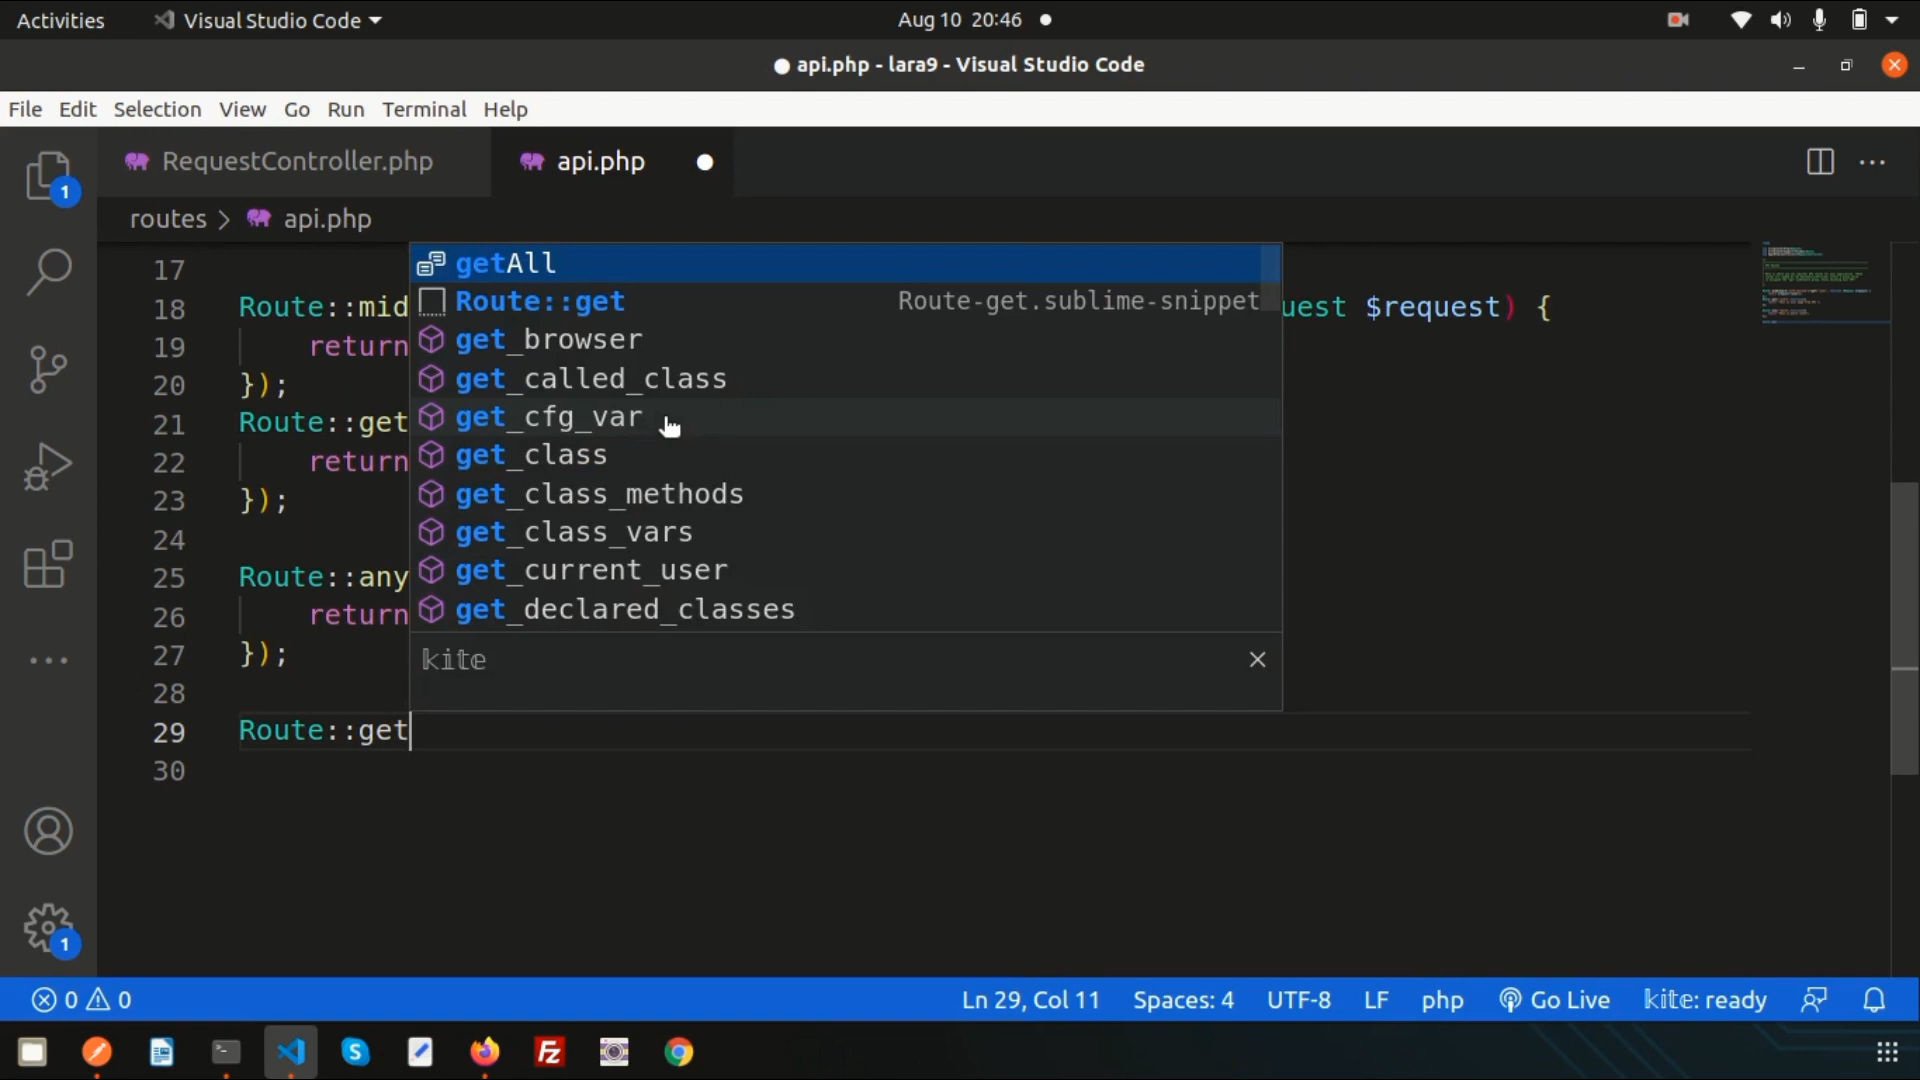 Activities
Visual Studio Code
Aug 10 20:46
api.php - lara9 - Visual Studio Code
File Edit Selection View Go Run Terminal Help
RequestController.php
api.php
routes > api.php
1
17
18 Route::mid
uest $request) {
19 return
20 });
21 Route::get
22 return
23 });
24
25 Route::any
26 return
27 });
28
29 Route::get
30
getAll
Route::get Route-get.sublime-snippet
get_browser
get_called_class
get_cfg_var
get_class
get_class_methods
get_class_vars
get_current_user
get_declared_classes
kite
1
0 0
Ln 29, Col 11 Spaces: 4 UTF-8 LF php Go Live kite: ready